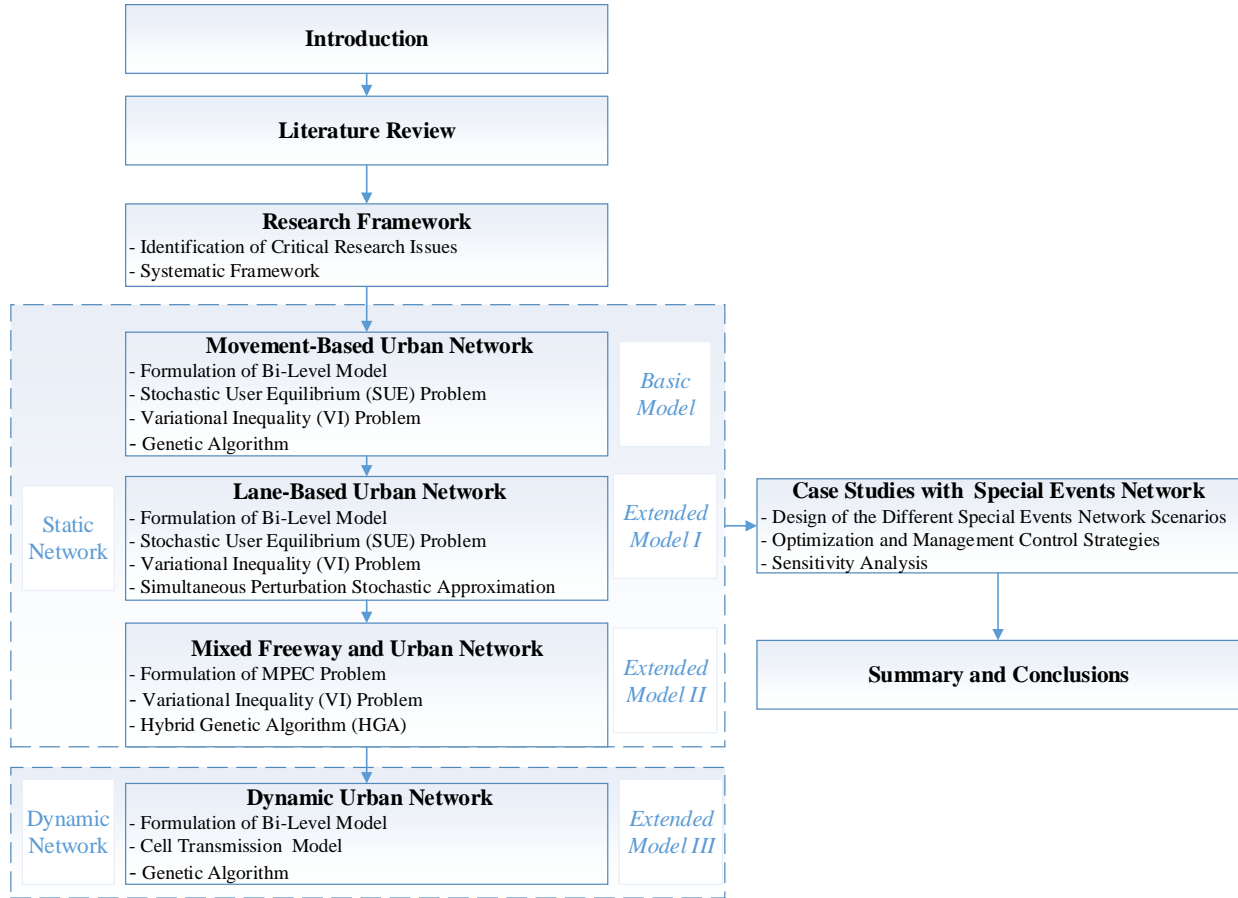 Introduction
Literature Review
Research Framework
- Identification of Critical Research Issues
- Systematic Framework
Movement-Based Urban Network
- Formulation of Bi-Level Model
- Stochastic User Equilibrium (SUE) Problem
- Variational Inequality (VI) Problem
- Genetic Algorithm
Basic
Model
Static
Network
Lane-Based Urban Network
- Formulation of Bi-Level Model
- Stochastic User Equilibrium (SUE) Problem
- Variational Inequality (VI) Problem
- Simultaneous Perturbation Stochastic Approximation
Extended
Model I
Mixed Freeway and Urban Network
- Formulation of MPEC Problem
- Variational Inequality (VI) Problem
- Hybrid Genetic Algorithm (HGA)
Extended
Model II
Dynamic
Network
Dynamic Urban Network
- Formulation of Bi-Level Model
- Cell Transmission Model
- Genetic Algorithm
Extended
Model III
Case Studies with Special Events Network
- Design of the Different Special Events Network Scenarios
- Optimization and Management Control Strategies
- Sensitivity Analysis
Summary and Conclusions